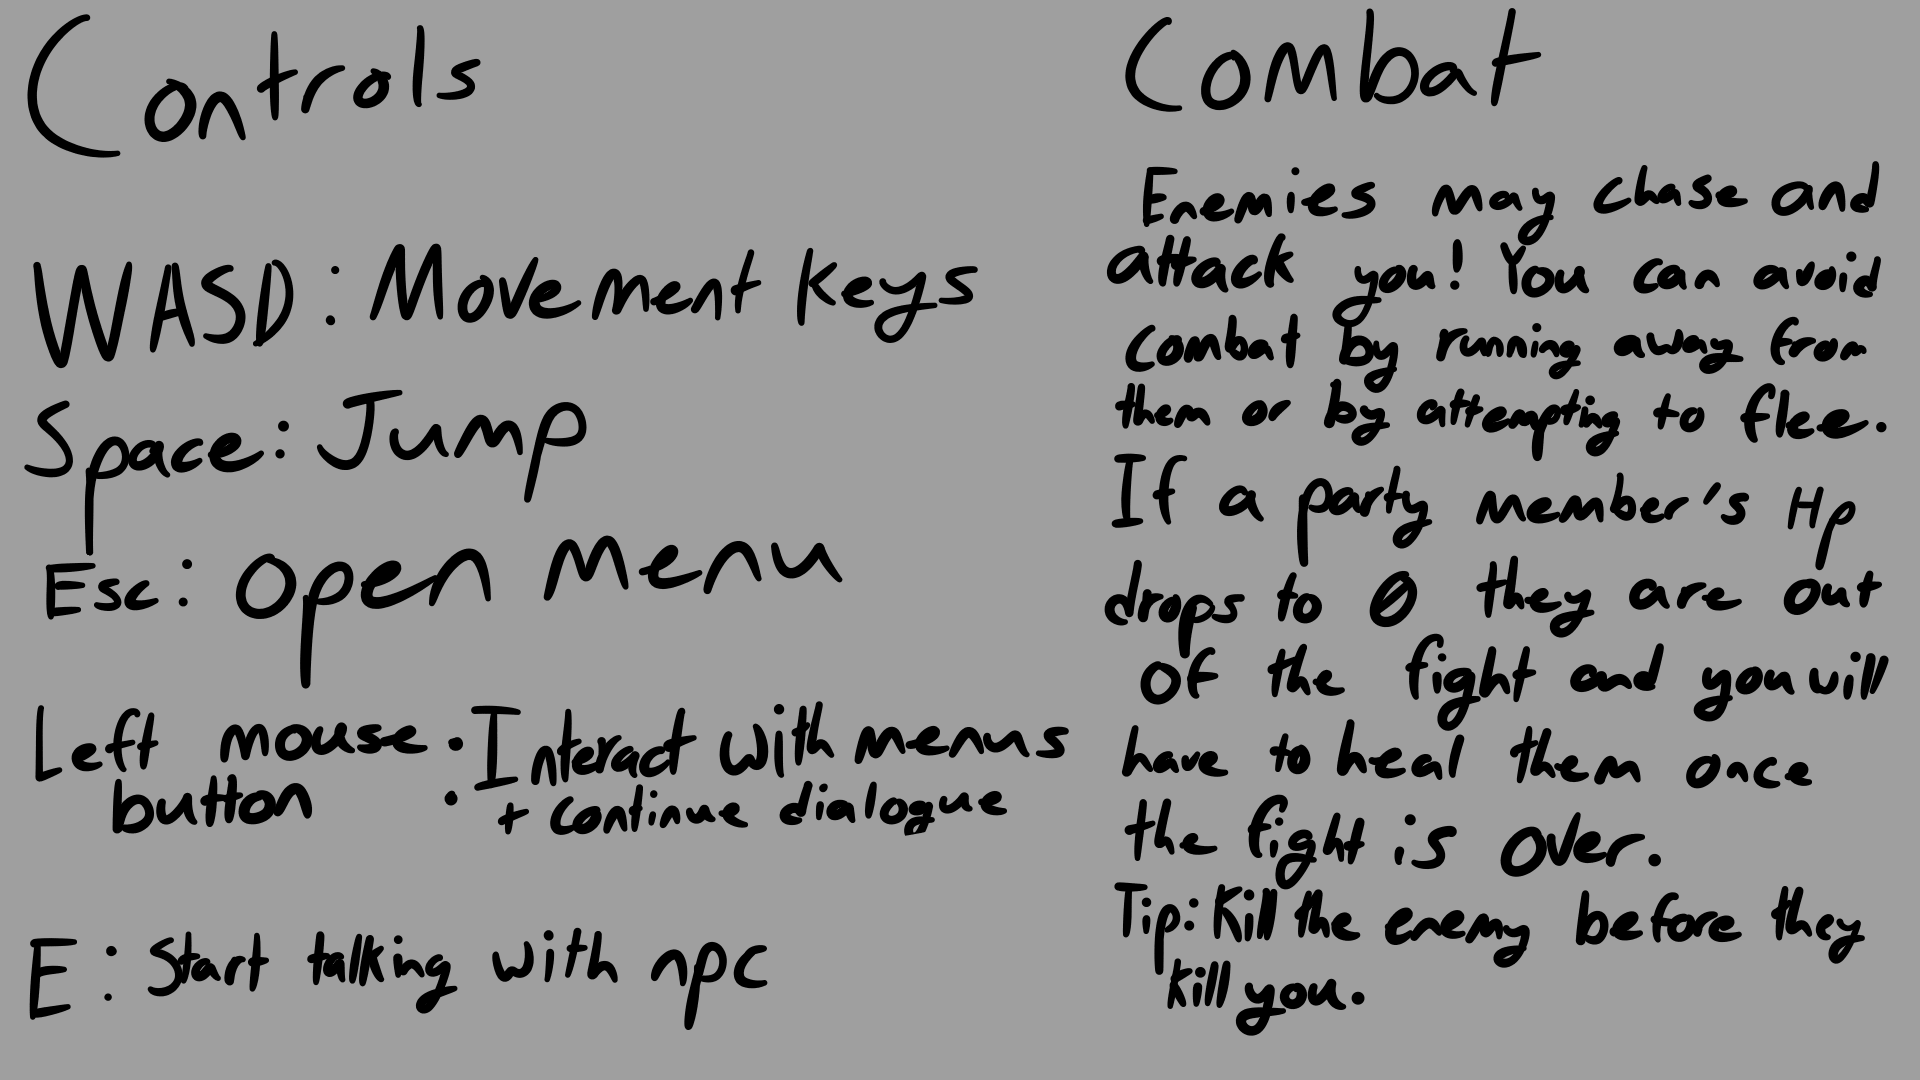 Controls
WASD: Movement keys
Space: Jump
Esc: open menu
Left mouse button : Interact with menus
+ continue dialogue
E: Start talking with npc
Combat
Enemies may chase and
attack you! You can avoid
combat by running away from
them or by attempting to flee.
If a party member's Hp
drops to 0 they are out
of the fight and you will
have to heal them once
the fight is over.
Tip: Kill the enemy before they
kill you.